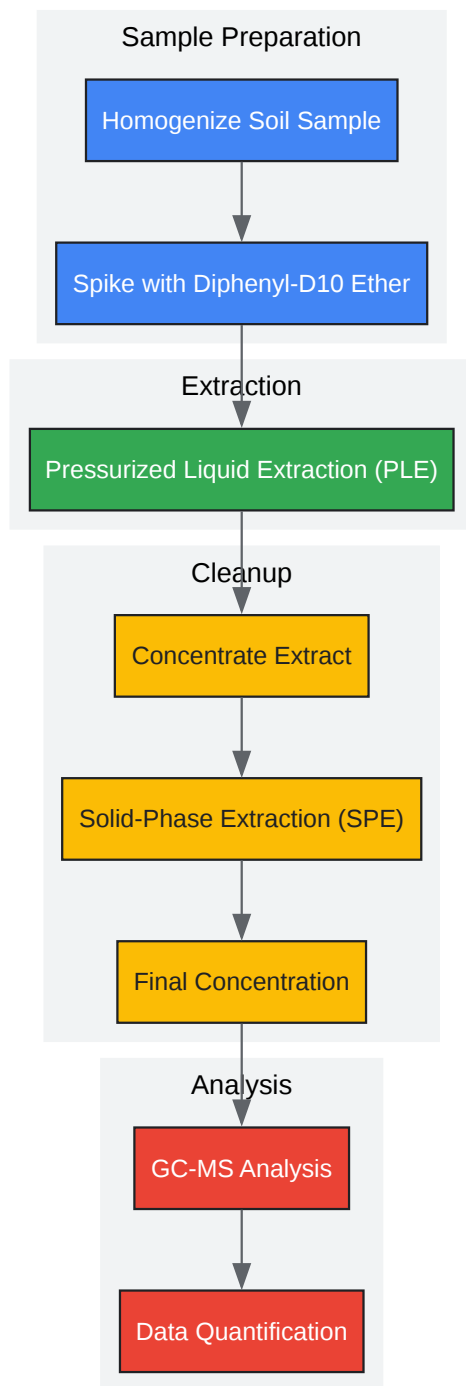 Sample Preparation
Homogenize Soil Sample
Spike with Diphenyl-D10 Ether
Extraction
Pressurized Liquid Extraction (PLE)
Cleanup
Concentrate Extract
Solid-Phase Extraction (SPE)
Final Concentration
Analysis
GC-MS Analysis
Data Quantification